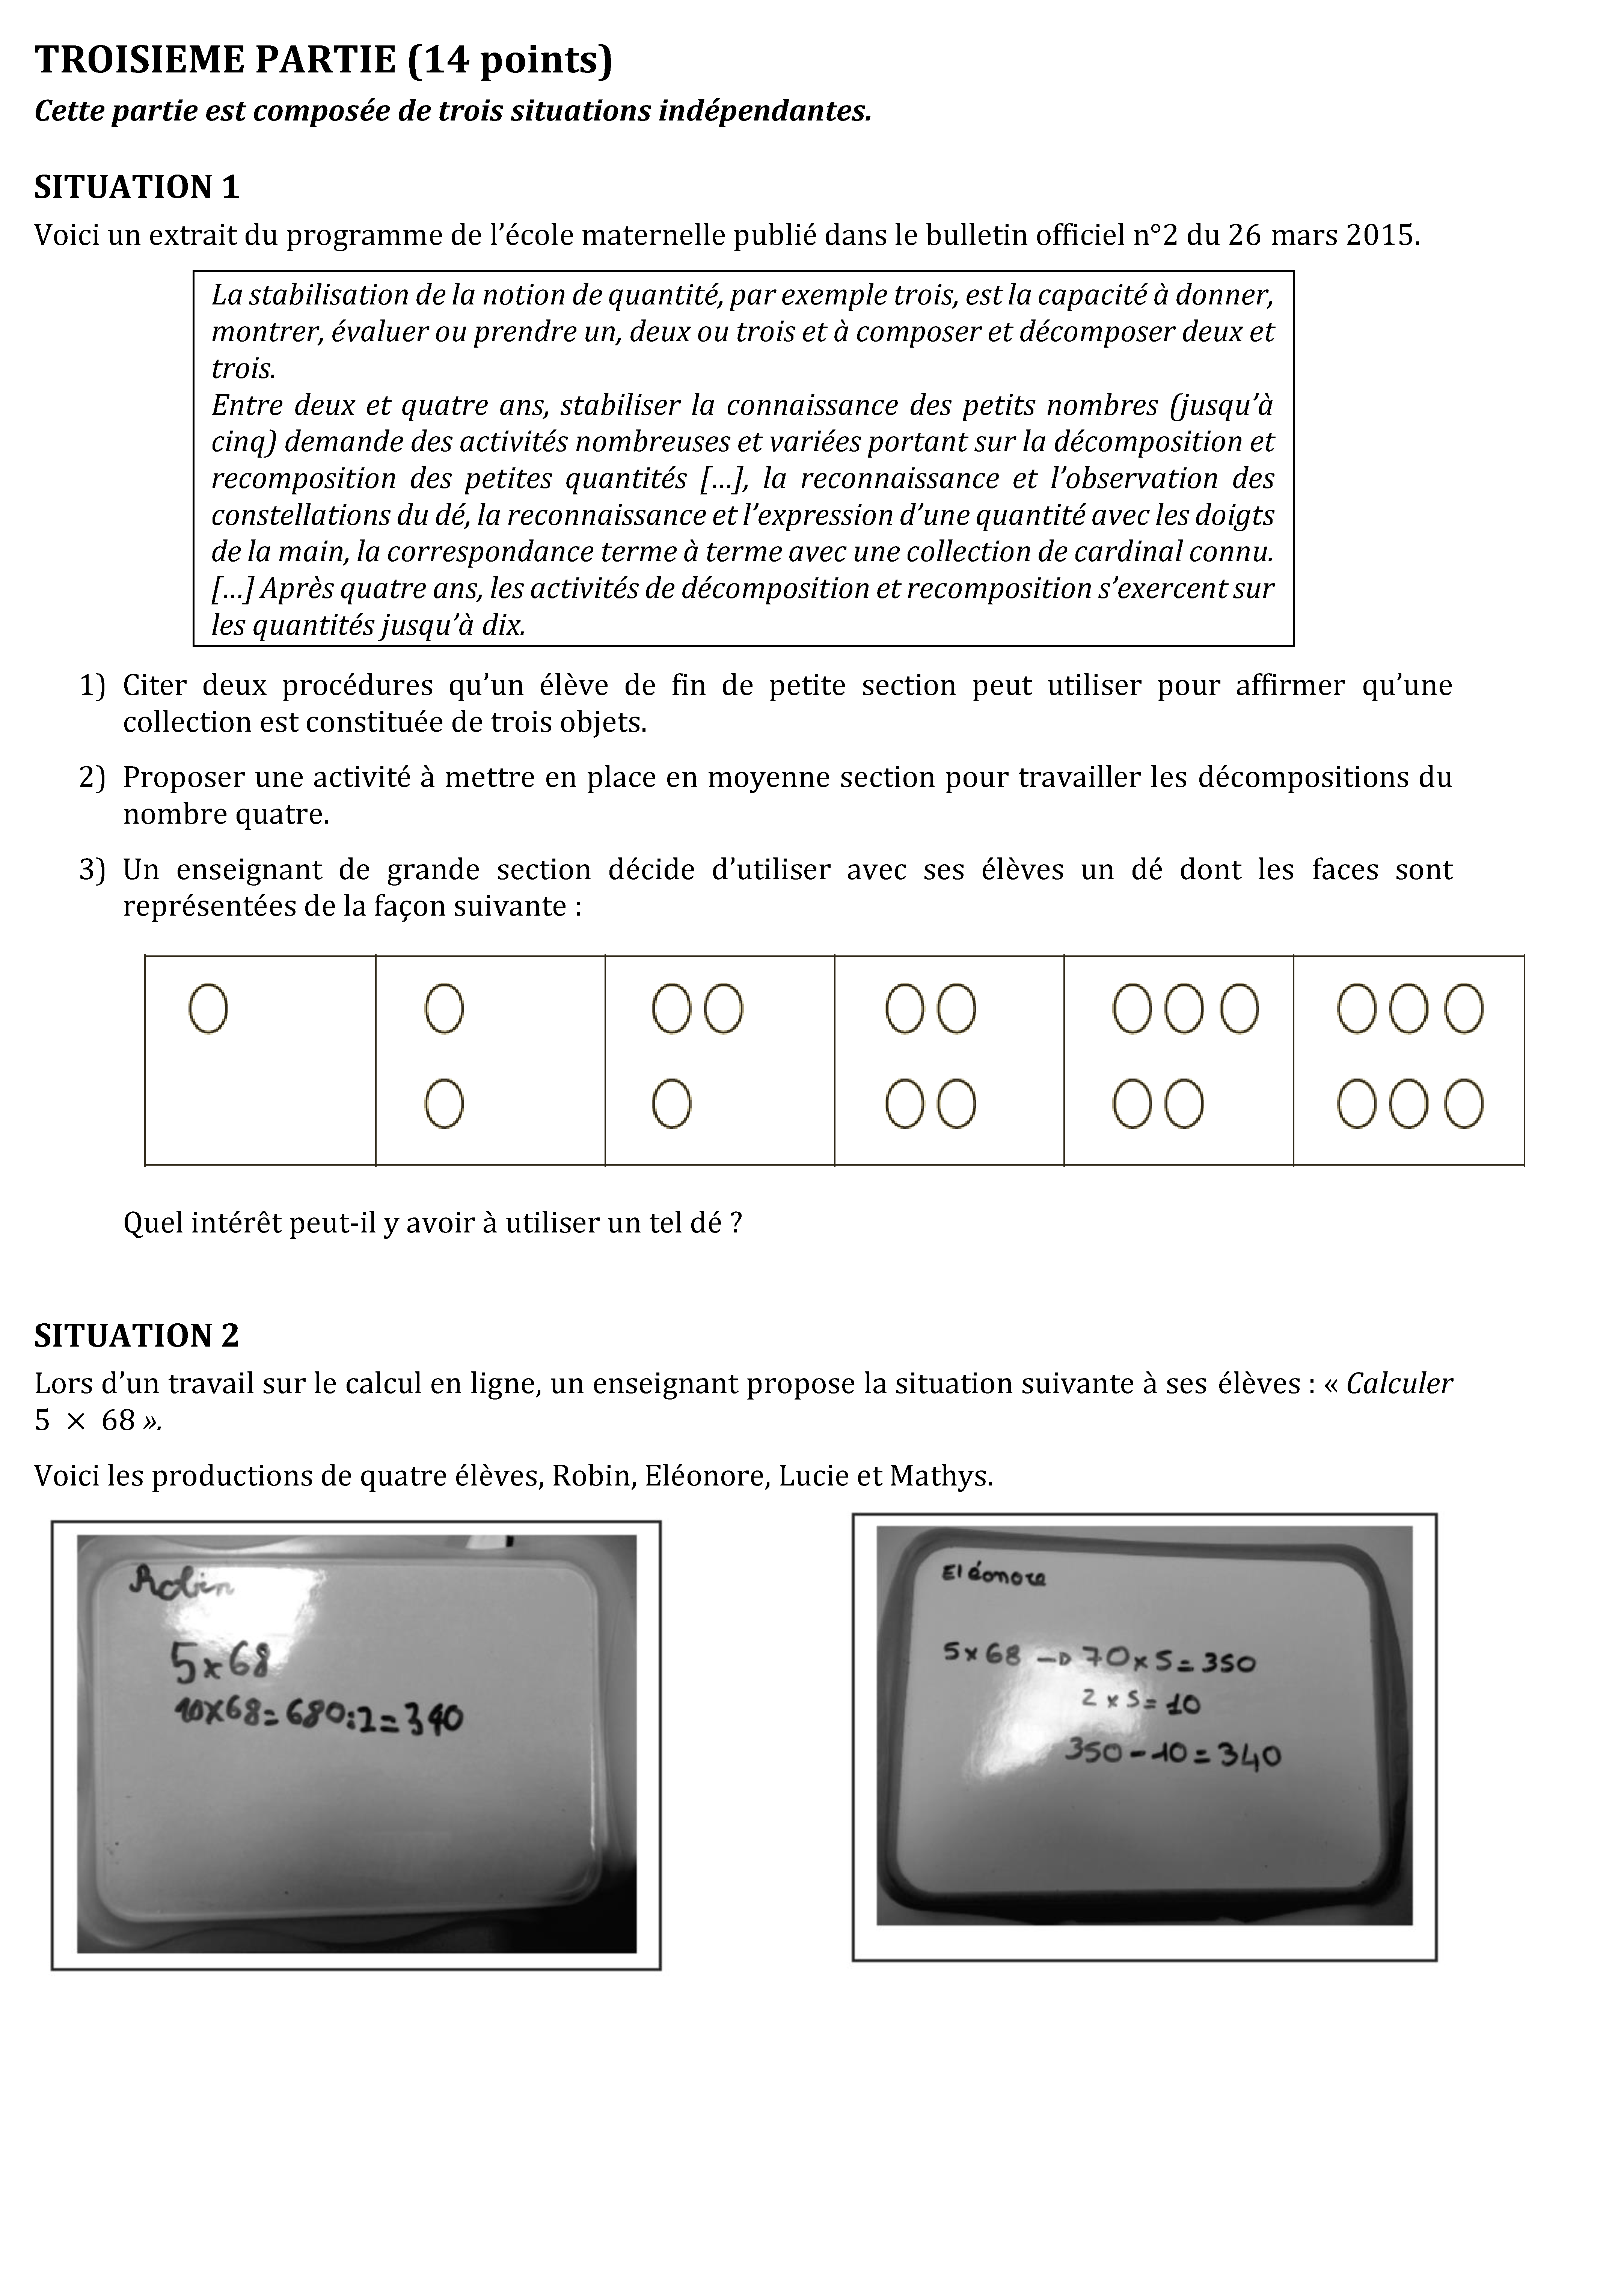 TROISIEME PARTIE (14 points)
Cette partie est composée de trois situations indépendantes.
SITUATION 1
Voici un extrait du programme de l’école maternelle publié dans le bulletin officiel n°2 du 26 mars 2015.
La stabilisation de la notion de quantité, par exemple trois, est la capacité à donner,
montrer, évaluer ou prendre un, deux ou trois et à composer et décomposer deux et
trois.
Entre deux et quatre ans, stabiliser la connaissance des petits nombres (jusqu’à
cinq) demande des activités nombreuses et variées portant sur la décomposition et
recomposition des petites quantités […], la reconnaissance et l’observation des
constellations du dé, la reconnaissance et l’expression d’une quantité avec les doigts
de la main, la correspondance terme à terme avec une collection de cardinal connu.
[…] Après quatre ans, les activités de décomposition et recomposition s’exercent sur
les quantités jusqu’à dix.
1) Citer deux procédures qu’un élève de fin de petite section peut utiliser pour affirmer qu’une
collection est constituée de trois objets.
2) Proposer une activité à mettre en place en moyenne section pour travailler les décompositions du
nombre quatre.
3) Un enseignant de grande section décide d’utiliser avec ses élèves un dé dont les faces sont
représentées de la façon suivante :
Quel intérêt peut-il y avoir à utiliser un tel dé ?
SITUATION 2
Lors d’un travail sur le calcul en ligne, un enseignant propose la situation suivante à ses élèves : « Calculer
5 × 68 ».
Voici les productions de quatre élèves, Robin, Eléonore, Lucie et Mathys.
Robin
5x68
10x68=680:2=340
Eléonore
5x68 → 70x5=350
2x5=10
350-10=340